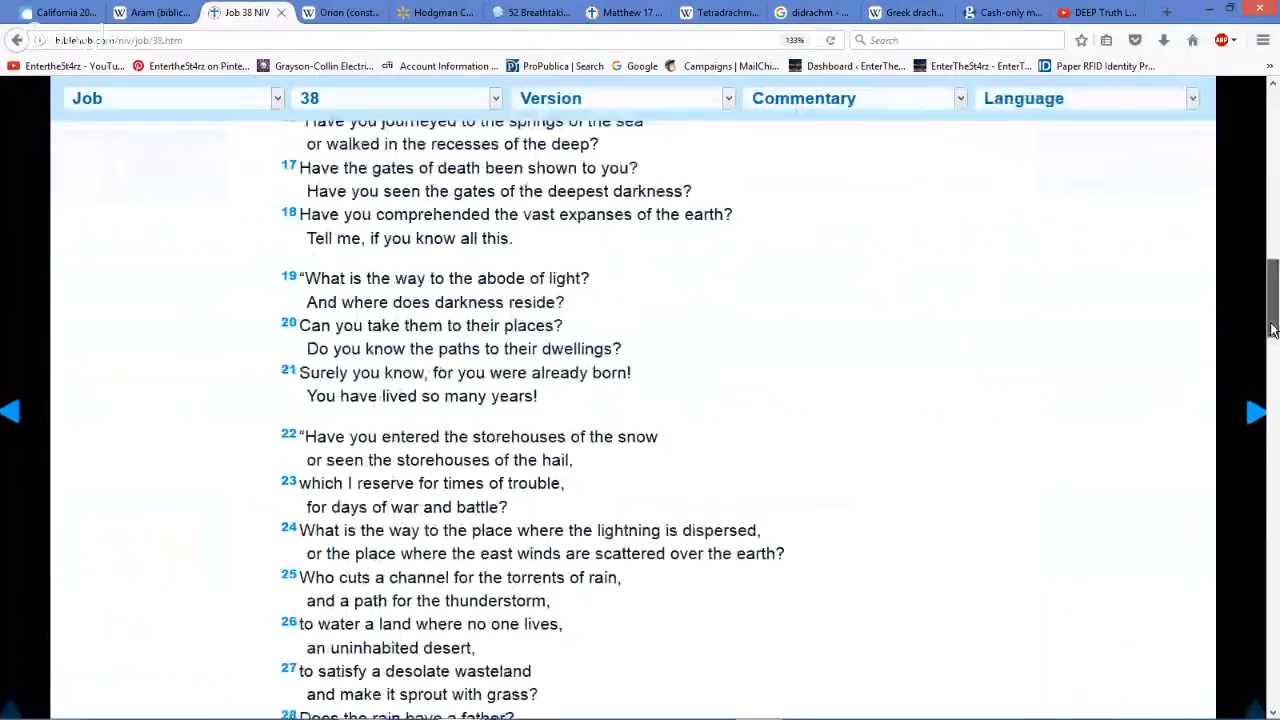 California 20...
Aram (biblic...
Job 38 NIV
Orion (const...
Hodgman C...
52 Breathtaki...
Matthew 17 ...
Tetradrachm...
didrachm - ...
Greek drach...
Cash-only m...
DEEP Truth L...
biblehub.com/niv/job/38.htm
133%
Search
Enterthe5t4rz - YouTu...
Enterthe5t4rz on Pinte...
Grayson-Collin Electri...
Account Information ...
ProPublica | Search
Google
Campaigns | MailChi...
Dashboard ‹ EnterThe...
EnterThe5t4rz ‹ EnterT...
Paper RFID Identity Pr...
Job
38
Version
Commentary
Language
"Have you journeyed to the springs of the sea
or walked in the recesses of the deep?
17 Have the gates of death been shown to you?
Have you seen the gates of the deepest darkness?
18 Have you comprehended the vast expanses of the earth?
Tell me, if you know all this.
19 “What is the way to the abode of light?
And where does darkness reside?
20 Can you take them to their places?
Do you know the paths to their dwellings?
21 Surely you know, for you were already born!
You have lived so many years!
22 “Have you entered the storehouses of the snow
or seen the storehouses of the hail,
23 which I reserve for times of trouble,
for days of war and battle?
24 What is the way to the place where the lightning is dispersed,
or the place where the east winds are scattered over the earth?
25 Who cuts a channel for the torrents of rain,
and a path for the thunderstorm,
26 to water a land where no one lives,
an uninhabited desert,
27 to satisfy a desolate wasteland
and make it sprout with grass?
28 Does the rain have a father?